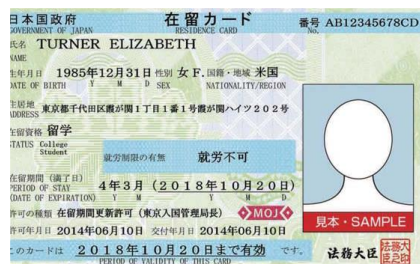 日本国政府 在留カード 番号 AB12345678CD
GOVERNMENT OF JAPAN RESIDENCE CARD No.
氏名 TURNER ELIZABETH
NAME
生年月日 1985年12月31日 性別 女 F. 国籍・地域 米国
DATE OF BIRTH Y M D SEX NATIONALITY/REGION
住居地 東京都千代田区霞が関1丁目1番1号霞が関ハイツ202号
ADDRESS
在留資格 留学
STATUS College
Student
就労制限の有無 就労不可
在留期間(満了日) 4年3月(2018年10月20日)
PERIOD OF STAY
(DATE OF EXPIRATION) Y M Y M D
許可の種類 在留期間更新許可(東京入国管理局長) MOJ
許可年月日 2014年06月10日 交付年月日 2014年06月10日
見本・SAMPLE
このカードは 2018年10月20日まで有効 です。
PERIOD OF VALIDITY OF THIS CARD
法務大臣